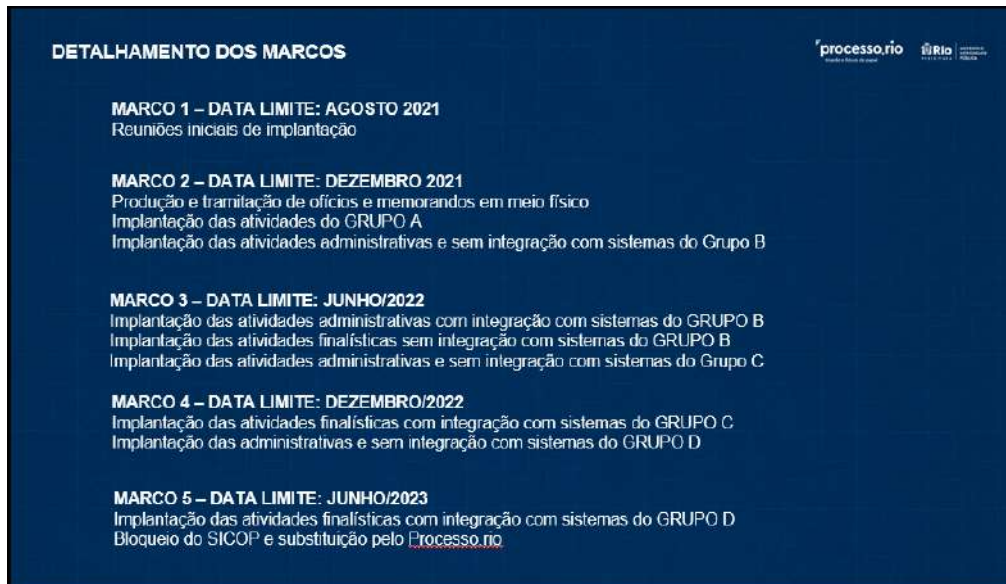 DETALHAMENTO DOS MARCOS
processo.rio
RIO
MARCO 1 – DATA LIMITE: AGOSTO 2021
Reuniões iniciais de implantação
MARCO 2 – DATA LIMITE: DEZEMBRO 2021
Produção e tramitação de ofícios e memorandos em meio físico
Implantação das atividades do GRUPO A
Implantação das atividades administrativas e sem integração com sistemas do Grupo B
MARCO 3 – DATA LIMITE: JUNHO/2022
Implantação das atividades administrativas com integração com sistemas do GRUPO B
Implantação das atividades finalísticas sem integração com sistemas do GRUPO B
Implantação das atividades administrativas e sem integração com sistemas do Grupo C
MARCO 4 – DATA LIMITE: DEZEMBRO/2022
Implantação das atividades finalísticas com integração com sistemas do GRUPO C
Implantação das administrativas e sem integração com sistemas do GRUPO D
MARCO 5 – DATA LIMITE: JUNHO/2023
Implantação das atividades finalísticas com integração com sistemas do GRUPO D
Bloqueio do SICOP e substituição pelo Processo.rio